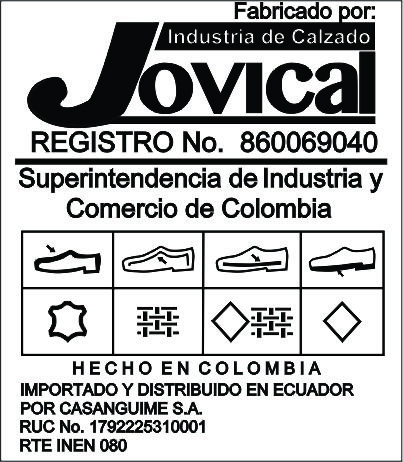 Fabricado por:
Industria de Calzado
Jovical
REGISTRO No. 860069040
Superintendencia de Industria y
Comercio de Colombia
HECHO EN COLOMBIA
IMPORTADO Y DISTRIBUIDO EN ECUADOR
POR CASANGUIME S.A.
RUC No. 1792225310001
RTE INEN 080